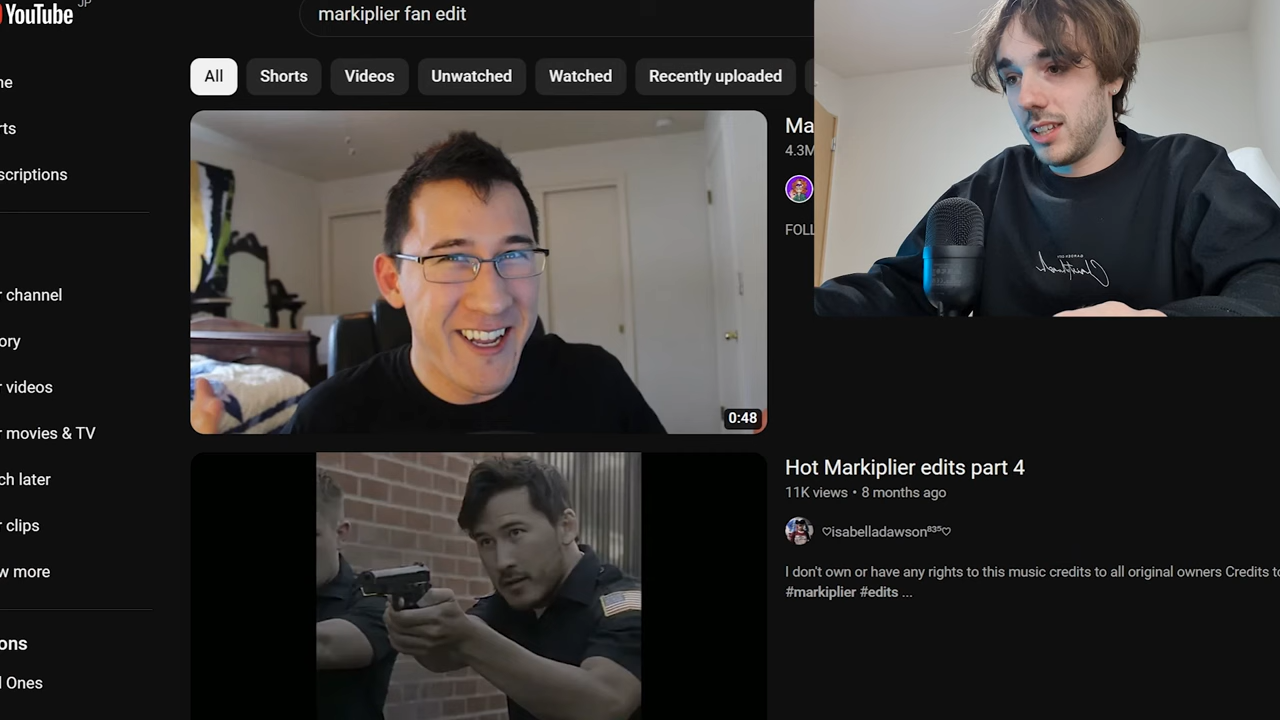 YouTube JP
markiplier fan edit
All Shorts Videos Unwatched Watched Recently uploaded
ne
rts
scriptions
r channel
ory
r videos
r movies & TV
ch later
r clips
w more
ons
l Ones
0:48
Ma
4.3M
FOLL
Hot Markiplier edits part 4
11K views • 8 months ago
♡isabelladawson⁸³⁵♡
I don't own or have any rights to this music credits to all original owners Credits to
#markiplier #edits ...